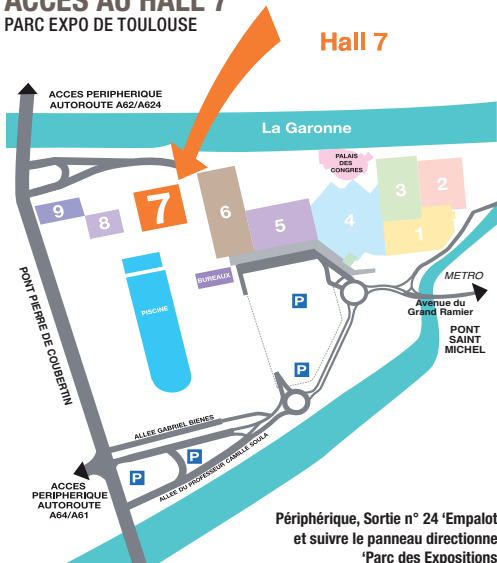 ACCES AU HALL 7
PARC EXPO DE TOULOUSE
Hall 7
ACCES PERIPHERIQUE
AUTOROUTE A62/A624
La Garonne
PALAIS
DES
CONGRES
9
8
7
6
5
4
3
2
1
BUREAUX
PISCINE
P
P
METRO
Avenue du
Grand Ramier
PONT
SAINT
MICHEL
PONT PIERRE DE COUBERTIN
ALLEE GABRIEL BIENES
ALLEE DU PROFESSEUR CAMILLE SOULA
P
P
ACCES
PERIPHERIQUE
AUTOROUTE
A64/A61
Périphérique, Sortie n° 24 ‘Empalot
et suivre le panneau directionne
‘Parc des Expositions